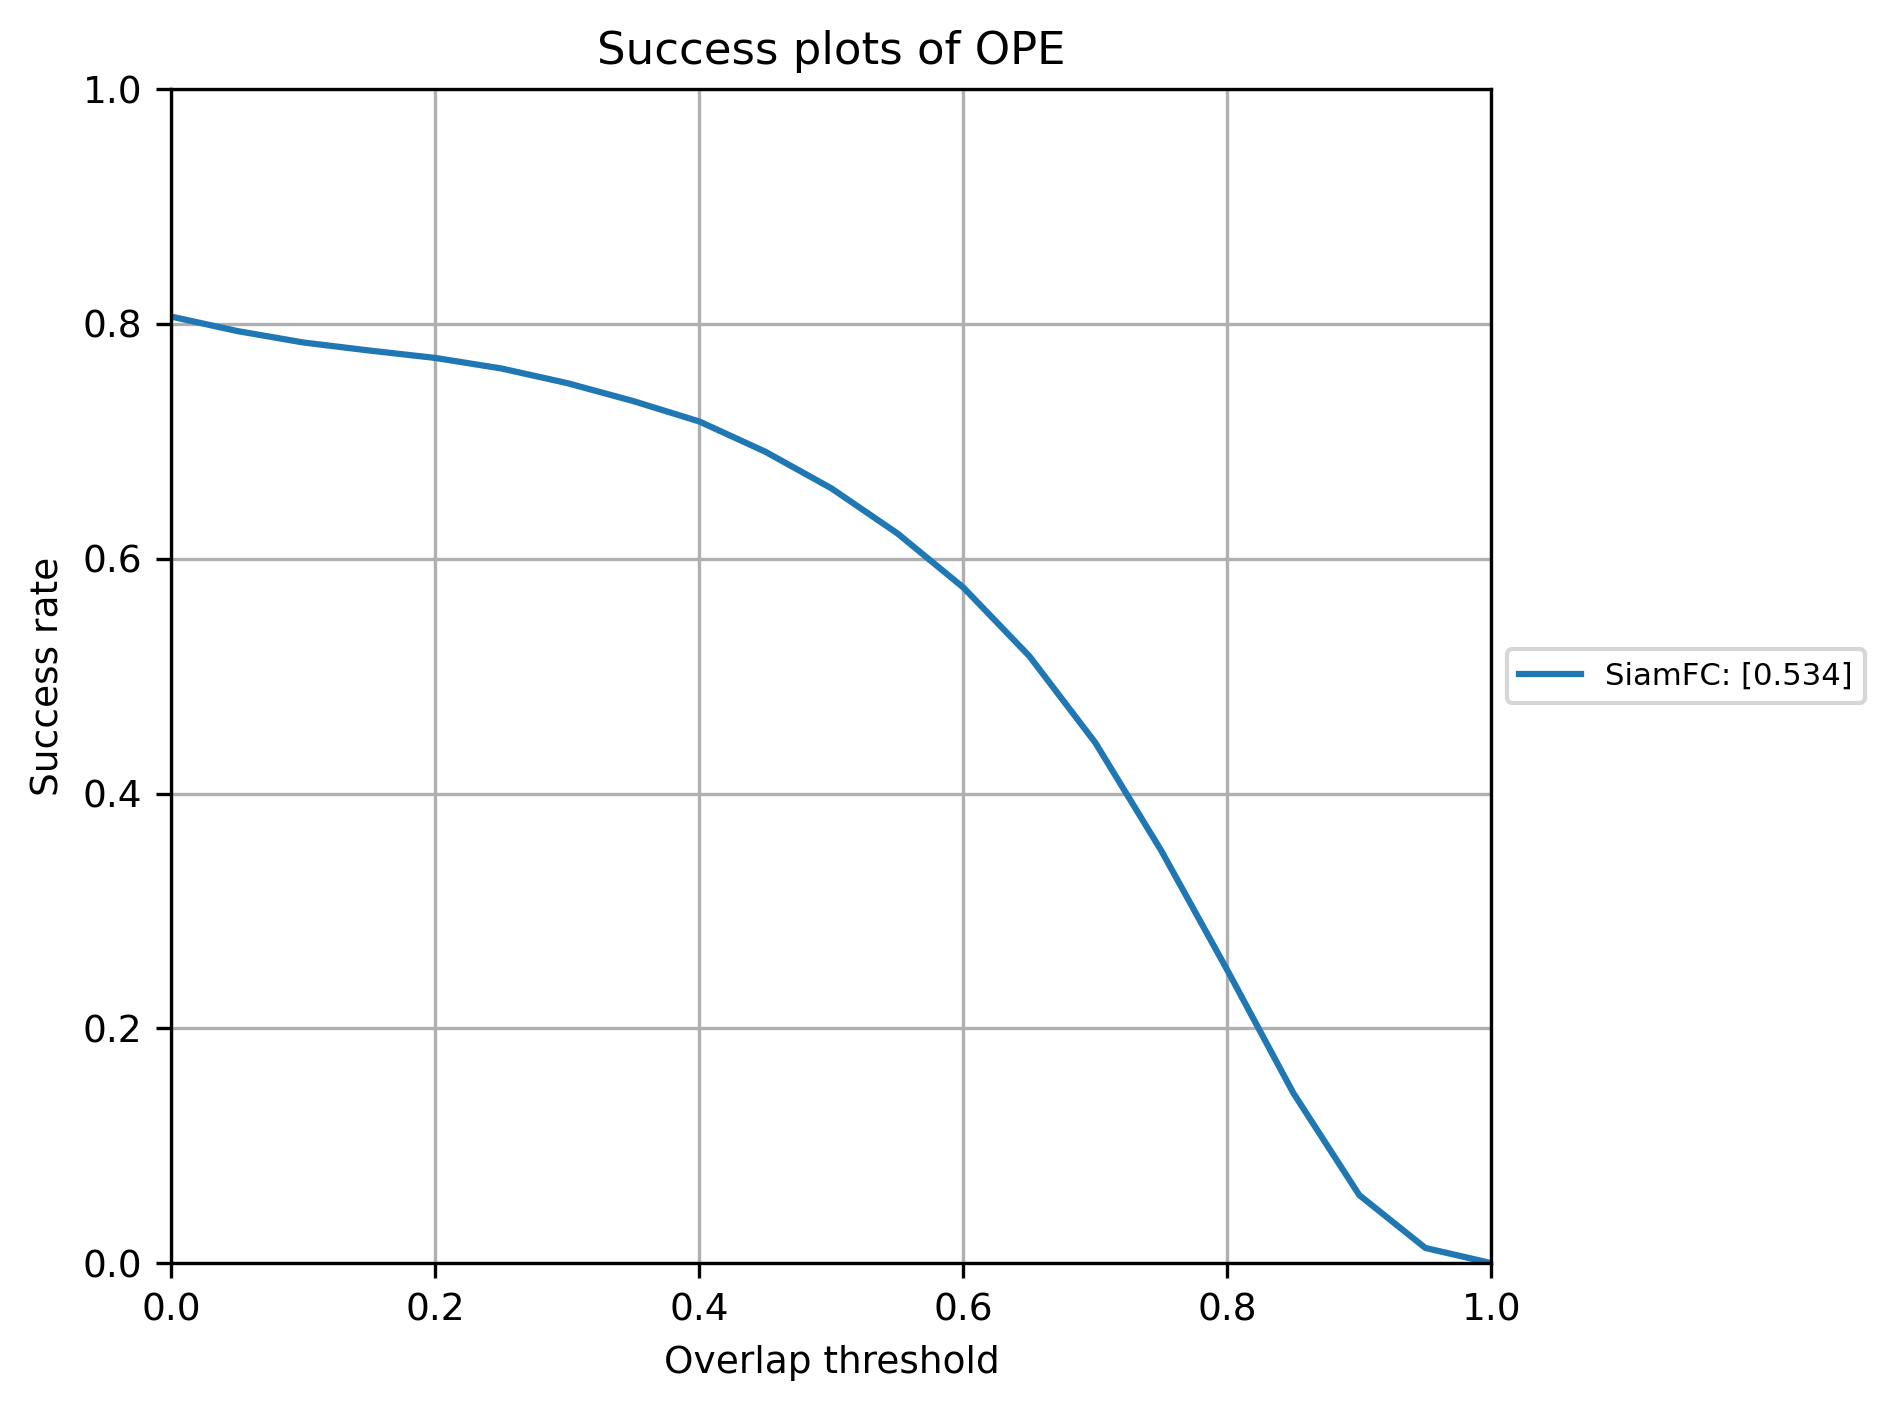 Success plots of OPE
1.0
0.8
0.6
0.4
0.2
0.0
Success rate
0.0 0.2 0.4 0.6 0.8 1.0
Overlap threshold
SiamFC: [0.534]